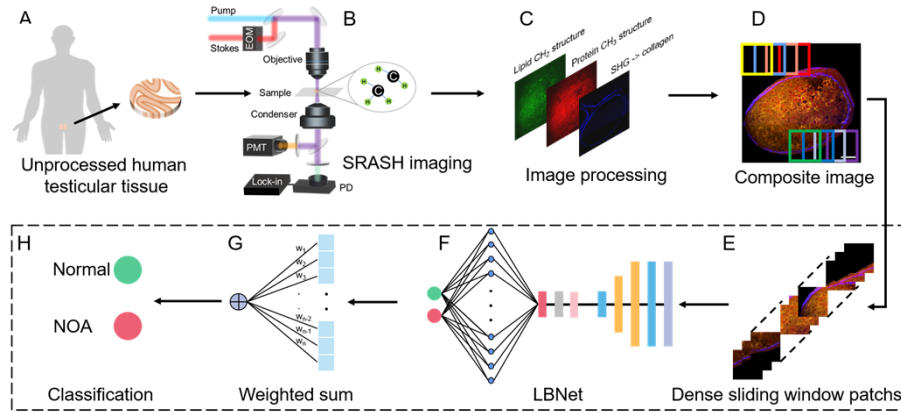 A
B
C
D
Pump
Stokes
EOM
Objective
Sample
Condenser
PMT
Lock-in
PD
H
H
C
H
C
H
H
H
Lipid CH₂ structure
Protein CH₃ structure
SHG -> collagen
Unprocessed human
testicular tissue
SRASH imaging
Image processing
Composite image
H
G
F
E
Normal
NOA
w₁
w₂
w₃
wₙ₋₂
wₙ₋₁
wₙ
Classification
Weighted sum
LBNet
Dense sliding window patchs